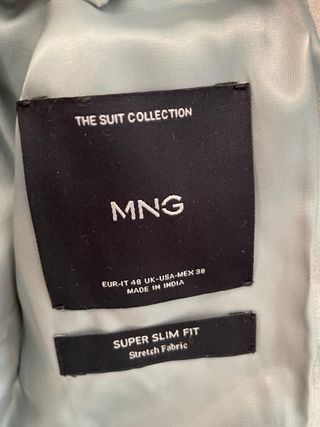 THE SUIT COLLECTION
MNG
EUR-IT 48 UK-USA-MEX 38
MADE IN INDIA
SUPER SLIM FIT
Stretch Fabric